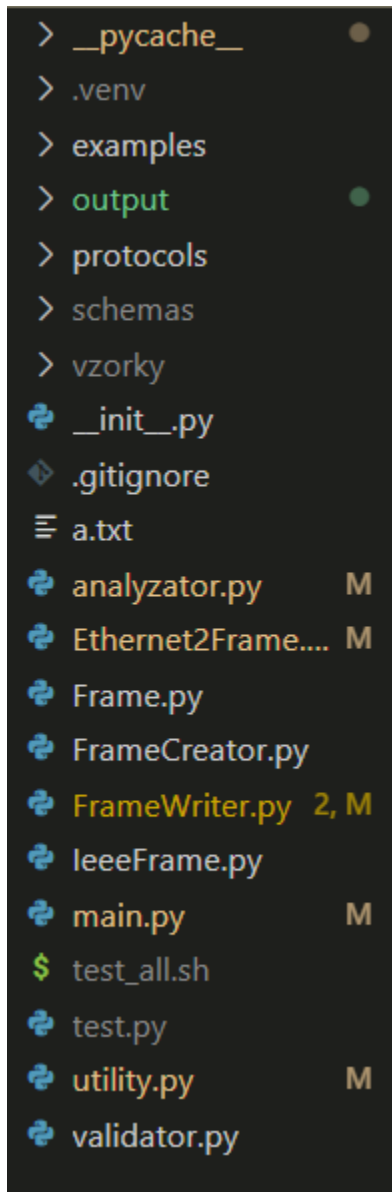 __pycache__
.venv
examples
output
protocols
schemas
vzorky
__init__.py
.gitignore
a.txt
analyzator.py M
Ethernet2Frame.... M
Frame.py
FrameCreator.py
FrameWriter.py 2, M
IeeeFrame.py
main.py M
$ test_all.sh
test.py
utility.py M
validator.py